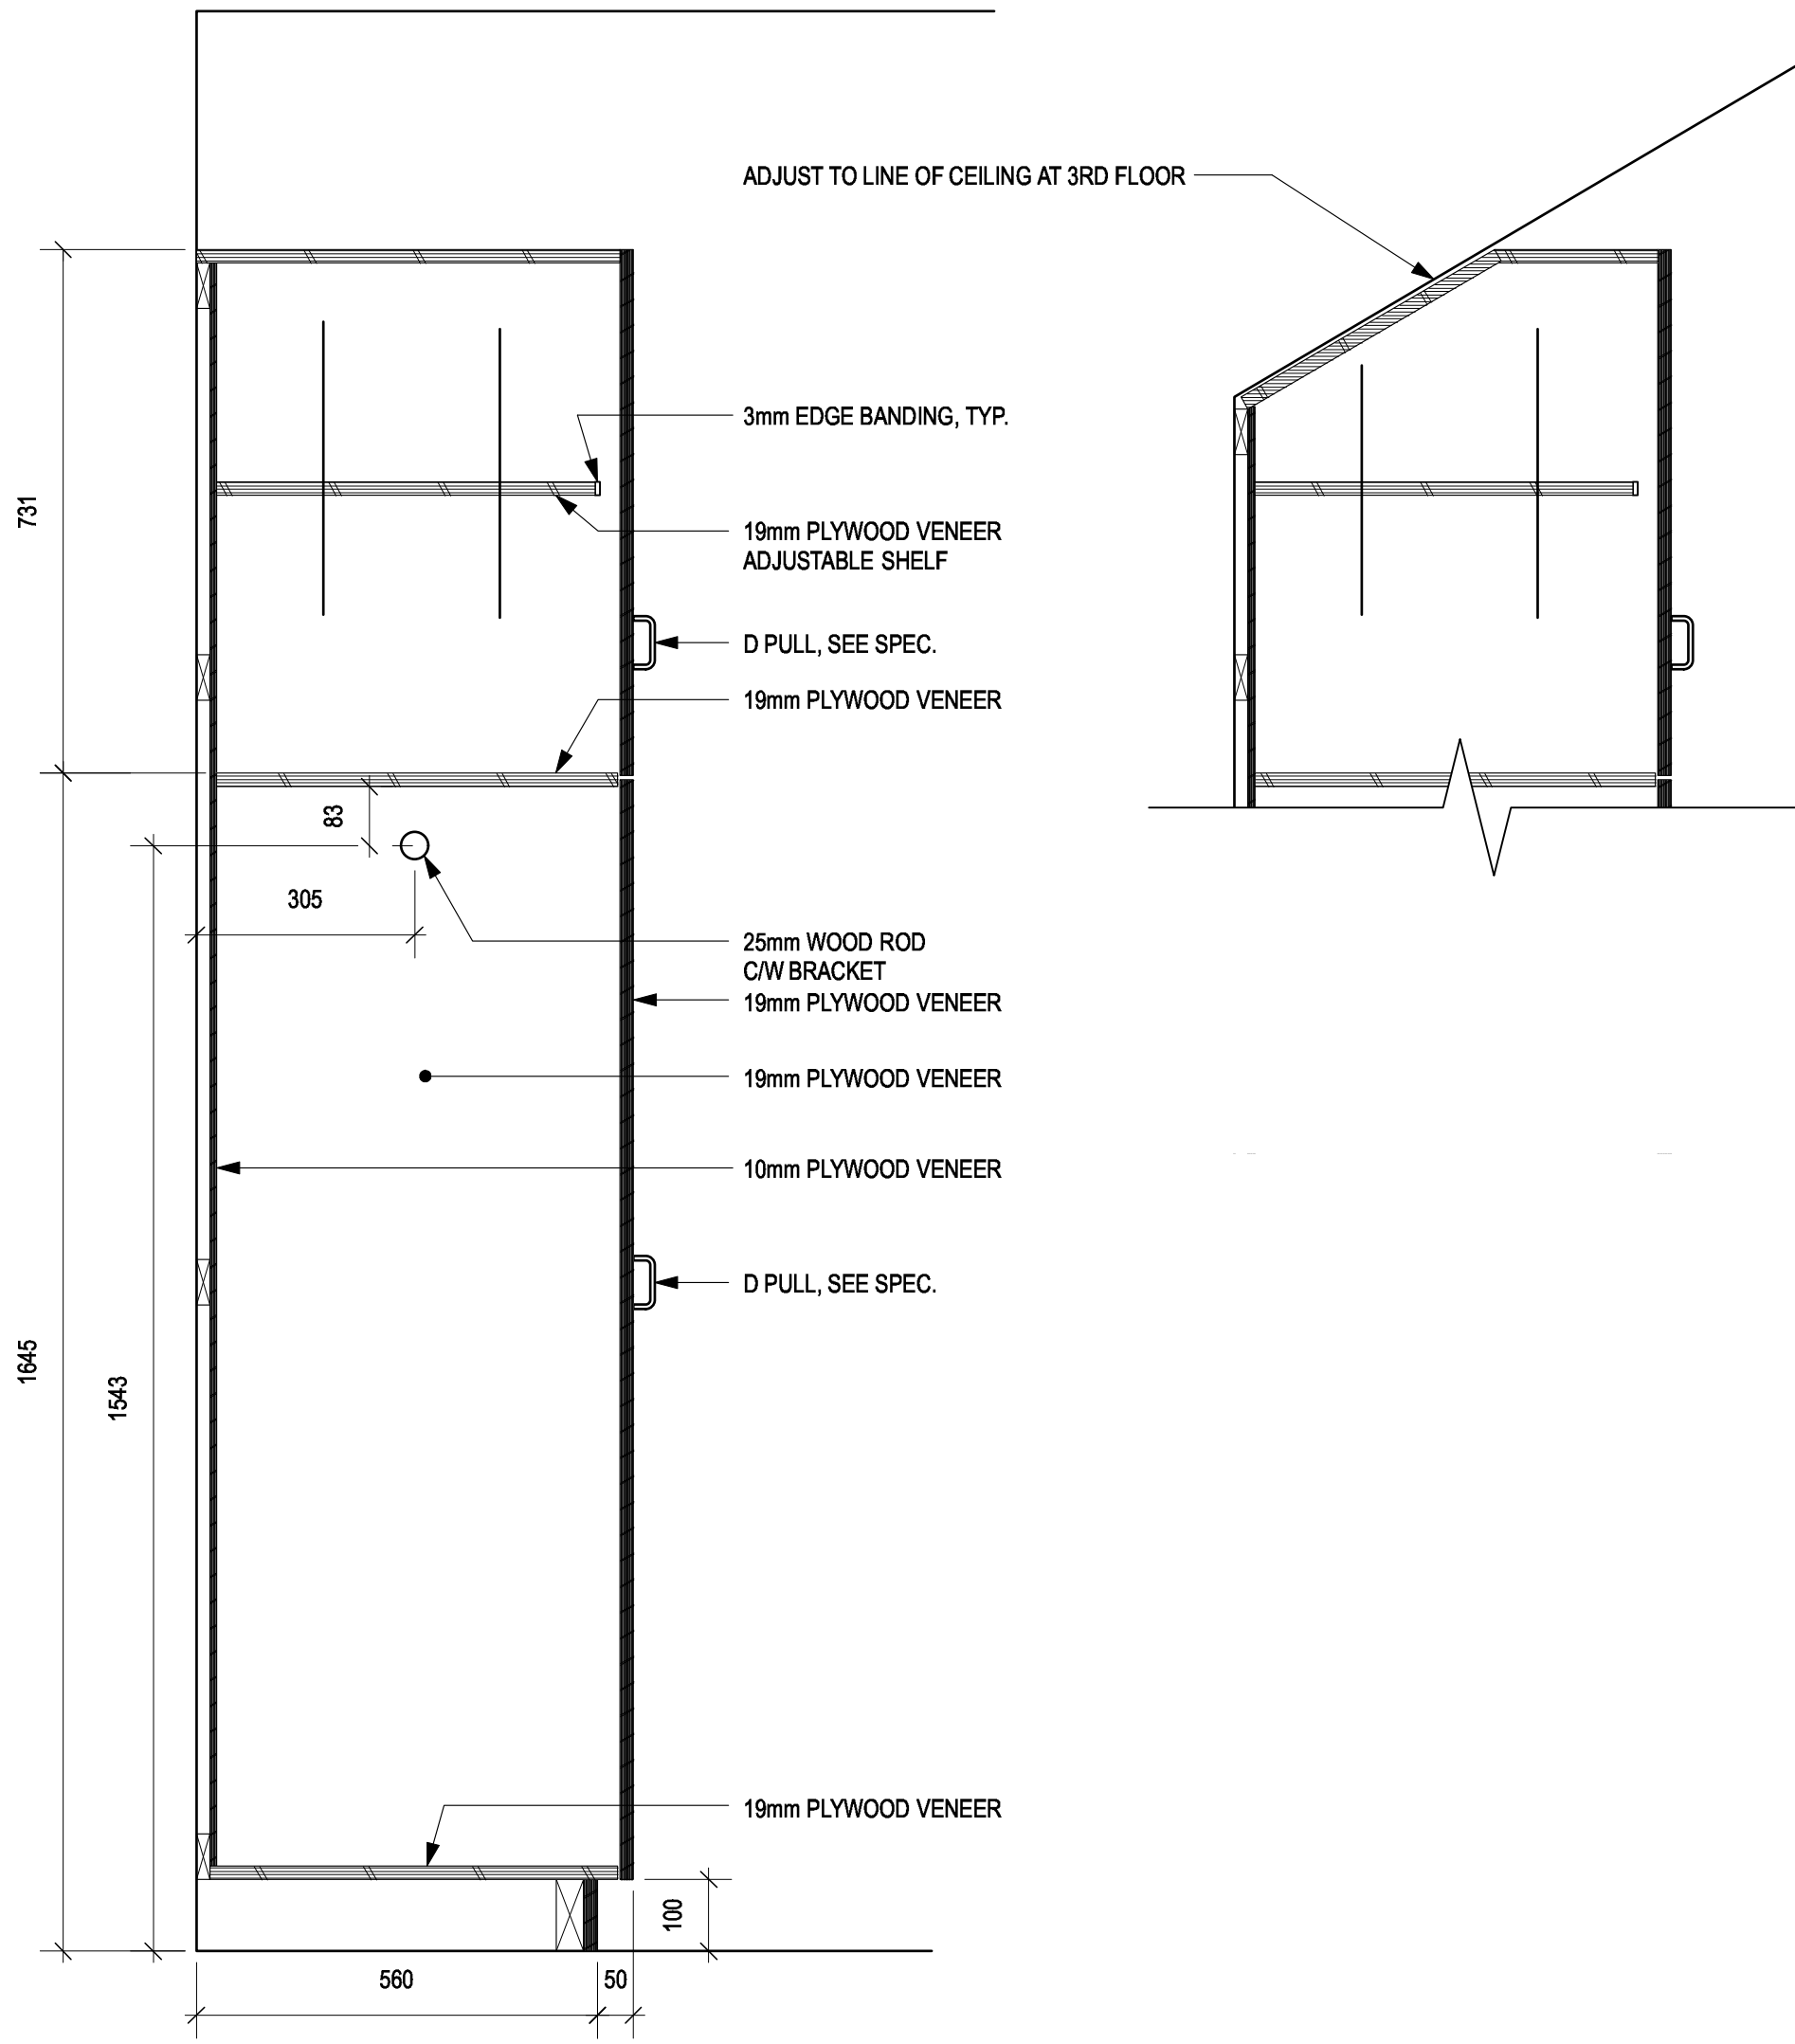 ADJUST TO LINE OF CEILING AT 3RD FLOOR
3mm EDGE BANDING, TYP.
731
19mm PLYWOOD VENEER
ADJUSTABLE SHELF
D PULL, SEE SPEC.
19mm PLYWOOD VENEER
83
305
25mm WOOD ROD
C/W BRACKET
19mm PLYWOOD VENEER
19mm PLYWOOD VENEER
10mm PLYWOOD VENEER
D PULL, SEE SPEC.
1645
1543
19mm PLYWOOD VENEER
100
560
50